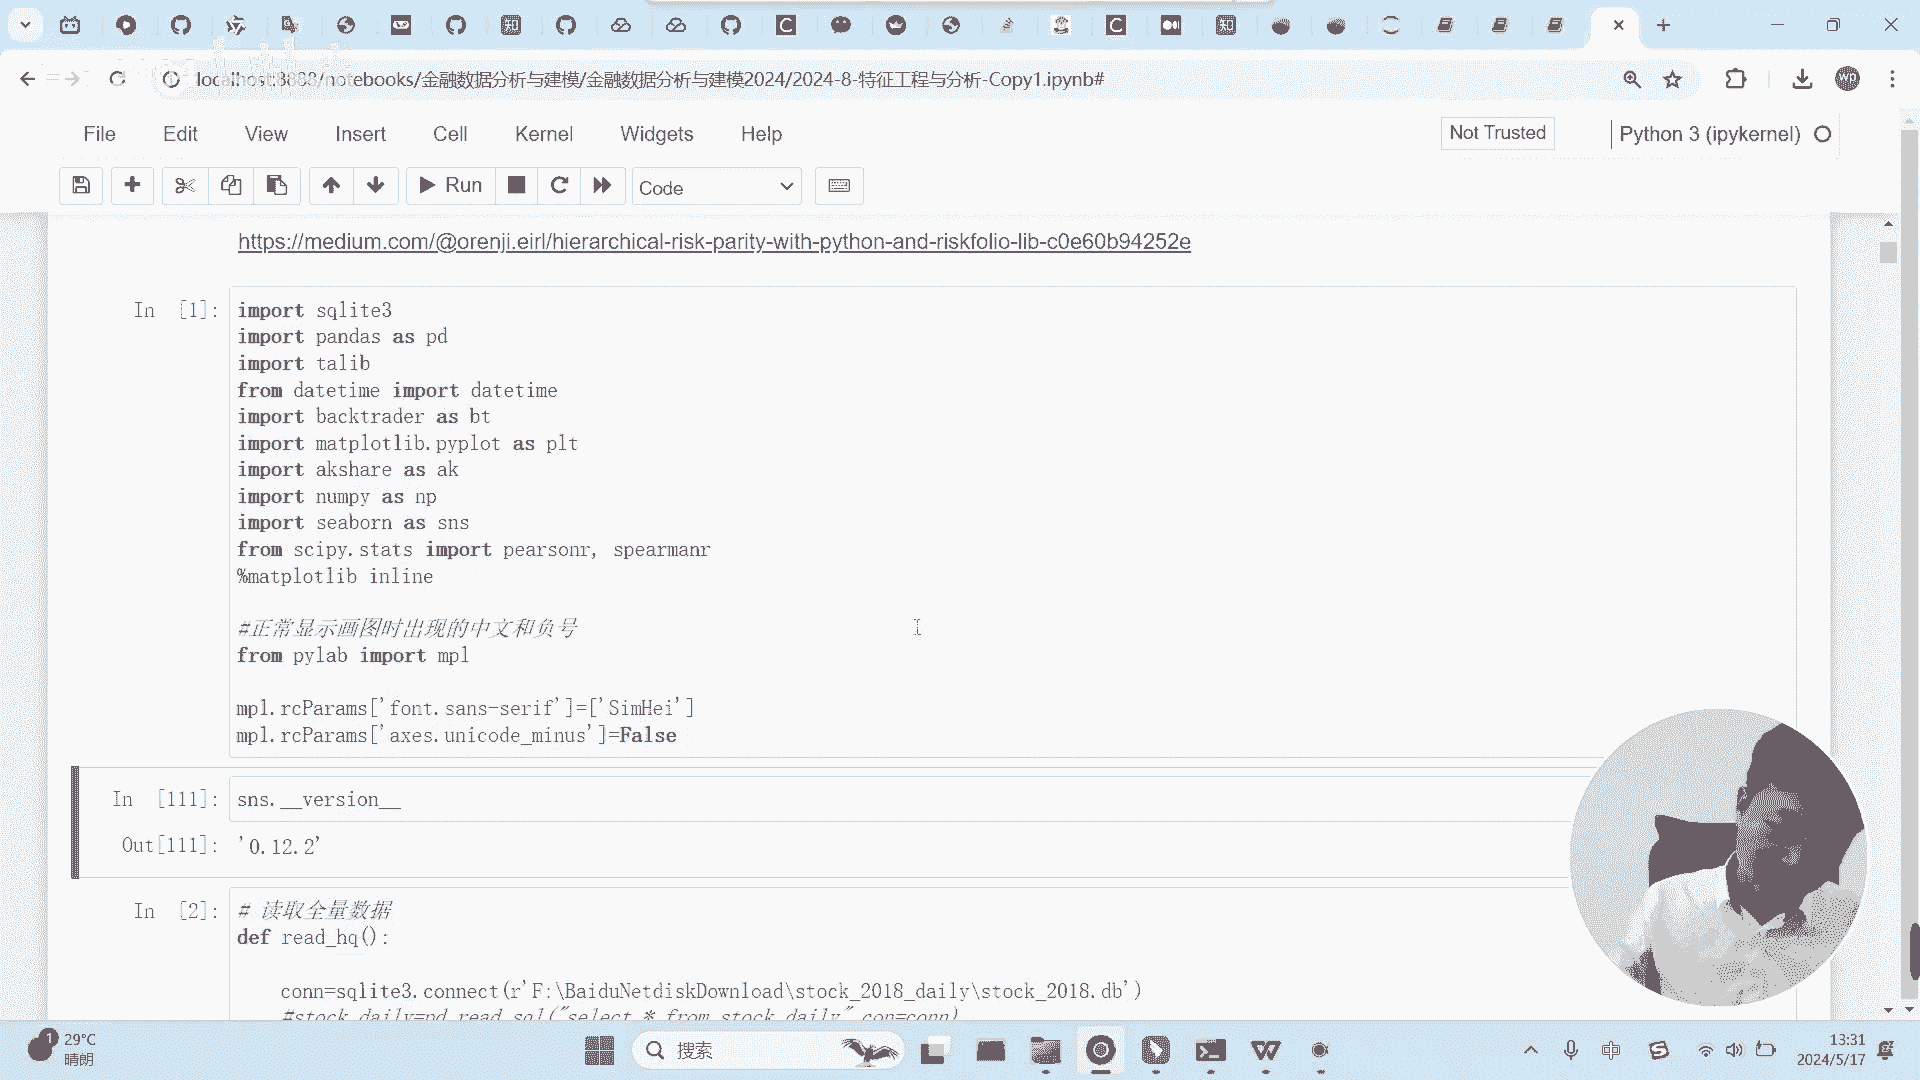 localhost:8888/notebooks/金融数据分析与建模/金融数据分析与建模2024/2024-8-特征工程与分析-Copy1.ipynb#
wp
File Edit View Insert Cell Kernel Widgets Help
Not Trusted
Python 3 (ipykernel)
Run
Code
https://medium.com/@orenji.eirl/hierarchical-risk-parity-with-python-and-riskfolio-lib-c0e60b94252e
In [1]:
import sqlite3
import pandas as pd
import talib
from datetime import datetime
import backtrader as bt
import matplotlib.pyplot as plt
import akshare as ak
import numpy as np
import seaborn as sns
from scipy.stats import pearsonr, spearmanr
%matplotlib inline
#正常显示画图时出现的中文和负号
from pylab import mpl
mpl.rcParams['font.sans-serif']=['SimHei']
mpl.rcParams['axes.unicode_minus']=False
In [111]:
sns.__version__
Out[111]:
'0.12.2'
In [2]:
# 读取全量数据
def read_hq():
conn=sqlite3.connect(r'F:\BaiduNetdiskDownload\stock_2018_daily\stock_2018.db')
#stock_daily=pd.read_sql("select * from stock_daily",con=conn)
1
29°C
晴朗
搜索
中
13:31
2024/5/17